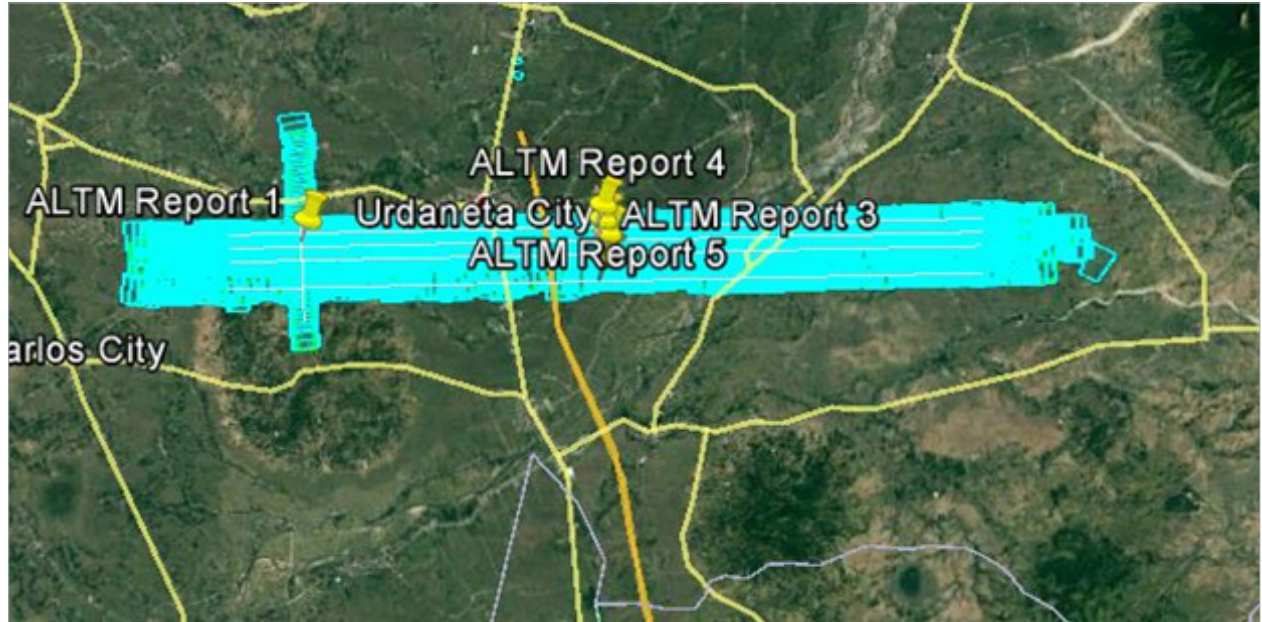 ALTM Report 4
ALTM Report 1
Urdaneta City
ALTM Report 3
ALTM Report 5
arlos City